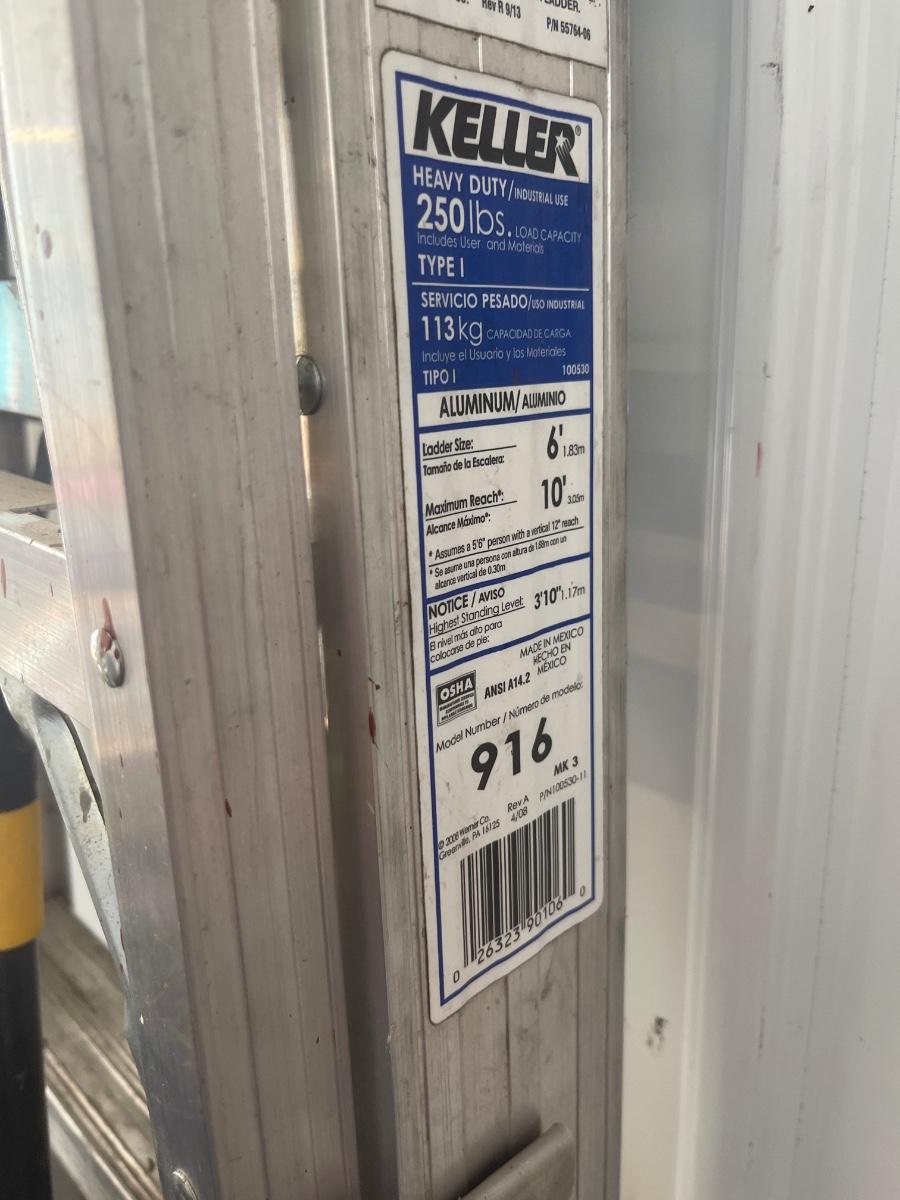 Rev R 9/13
LADDER.
P/N 55764-06
KELLER®
HEAVY DUTY/INDUSTRIAL USE
250 lbs. LOAD CAPACITY
Includes User and Materials
TYPE I
SERVICIO PESADO/USO INDUSTRIAL
113kg CAPACIDAD DE CARGA
Incluye el Usuario y los Materiales
TIPO I 100530
ALUMINUM/ALUMINIO
Ladder Size: 6' 1.83m
Tamaño de la Escalera:
Maximum Reach*: 10' 3.05m
Alcance Máximo*:
* Assumes a 5'6" person with a vertical 12" reach
* Se asume una persona con altura de 1.68m con un
alcance vertical de 0.30m
NOTICE / AVISO
Highest Standing Level: 3'10" 1.17m
El nivel más alto para
colocarse de pie:
MADE IN MEXICO
HECHO EN
MÉXICO
OSHA
ANSI A14.2
Model Number / Número de modelo:
916
MK 3
© 2008 Werner Co. Rev A P/N100530-11
Greenville, PA 16125 4/08
0 26323 90106 0